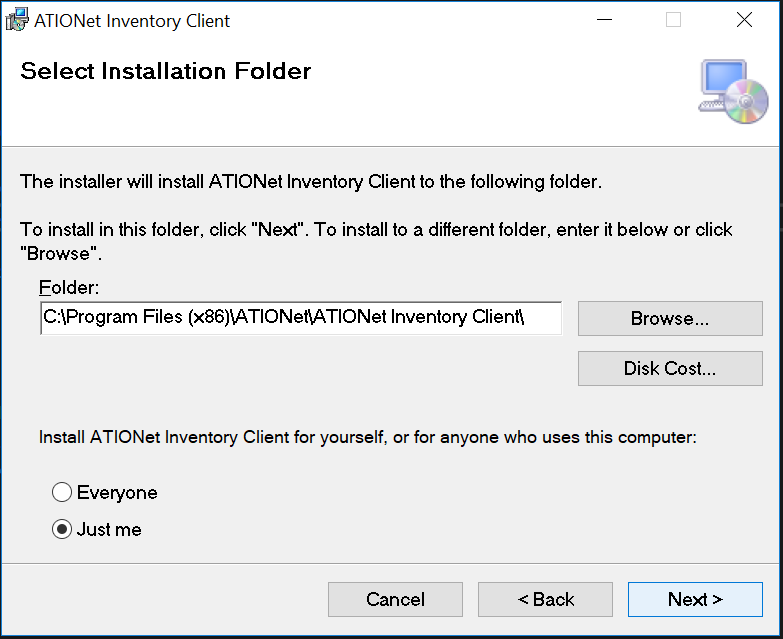 ATIONet Inventory Client
Select Installation Folder
The installer will install ATIONet Inventory Client to the following folder.
To install in this folder, click "Next". To install to a different folder, enter it below or click
"Browse".
Folder:
C:\Program Files (x86)\ATIONet\ATIONet Inventory Client\
Browse...
Disk Cost...
Install ATIONet Inventory Client for yourself, or for anyone who uses this computer:
Everyone
Just me
Cancel
< Back
Next >